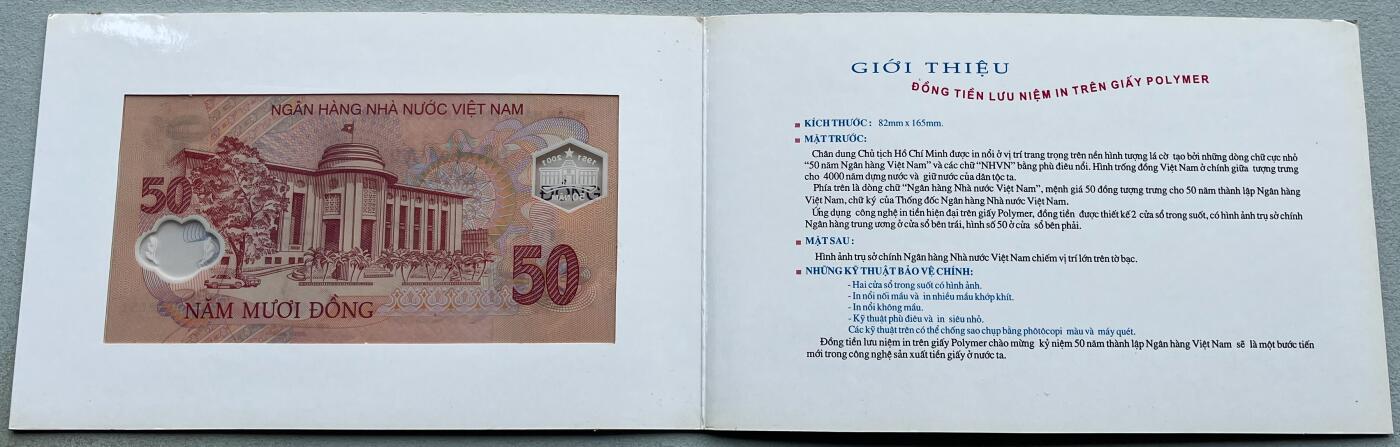 NGÂN HÀNG NHÀ NƯỚC VIỆT NAM
50
1951 2001
50 NĂM
50
NĂM MƯƠI ĐỒNG
GIỚI THIỆU
ĐỒNG TIỀN LƯU NIỆM IN TRÊN GIẤY POLYMER
KÍCH THƯỚC: 82mm x 165mm.
MẶT TRƯỚC:
Chân dung Chủ tịch Hồ Chí Minh được in nổi ở vị trí trang trọng trên nền hình tượng lá cờ tạo bởi những dòng chữ cực nhỏ
"50 năm Ngân hàng Việt Nam" và các chữ "NHVN" bằng phù điêu nổi. Hình trống đồng Việt Nam ở chính giữa tượng trưng
cho 4000 năm dựng nước và giữ nước của dân tộc ta.
Phía trên là dòng chữ "Ngân hàng Nhà nước Việt Nam", mệnh giá 50 đồng tượng trưng cho 50 năm thành lập Ngân hàng
Việt Nam, chữ ký của Thống đốc Ngân hàng Nhà nước Việt Nam.
Ứng dụng công nghệ in tiền hiện đại trên giấy Polymer, đồng tiền được thiết kế 2 cửa sổ trong suốt, có hình ảnh trụ sở chính
Ngân hàng trung ương ở cửa sổ bên trái, hình số 50 ở cửa sổ bên phải.
MẶT SAU:
Hình ảnh trụ sở chính Ngân hàng Nhà nước Việt Nam chiếm vị trí lớn trên tờ bạc.
NHỮNG KỸ THUẬT BẢO VỆ CHÍNH:
- Hai cửa sổ trong suốt có hình ảnh.
- In nổi nối mầu và in nhiều mầu khớp khít.
- In nổi không mầu.
- Kỹ thuật phù điêu và in siêu nhỏ.
Các kỹ thuật trên có thể chống sao chụp bằng phôtôcopi màu và máy quét.
Đồng tiền lưu niệm in trên giấy Polymer chào mừng kỷ niệm 50 năm thành lập Ngân hàng Việt Nam sẽ là một bước tiến
mới trong công nghệ sản xuất tiền giấy ở nước ta.